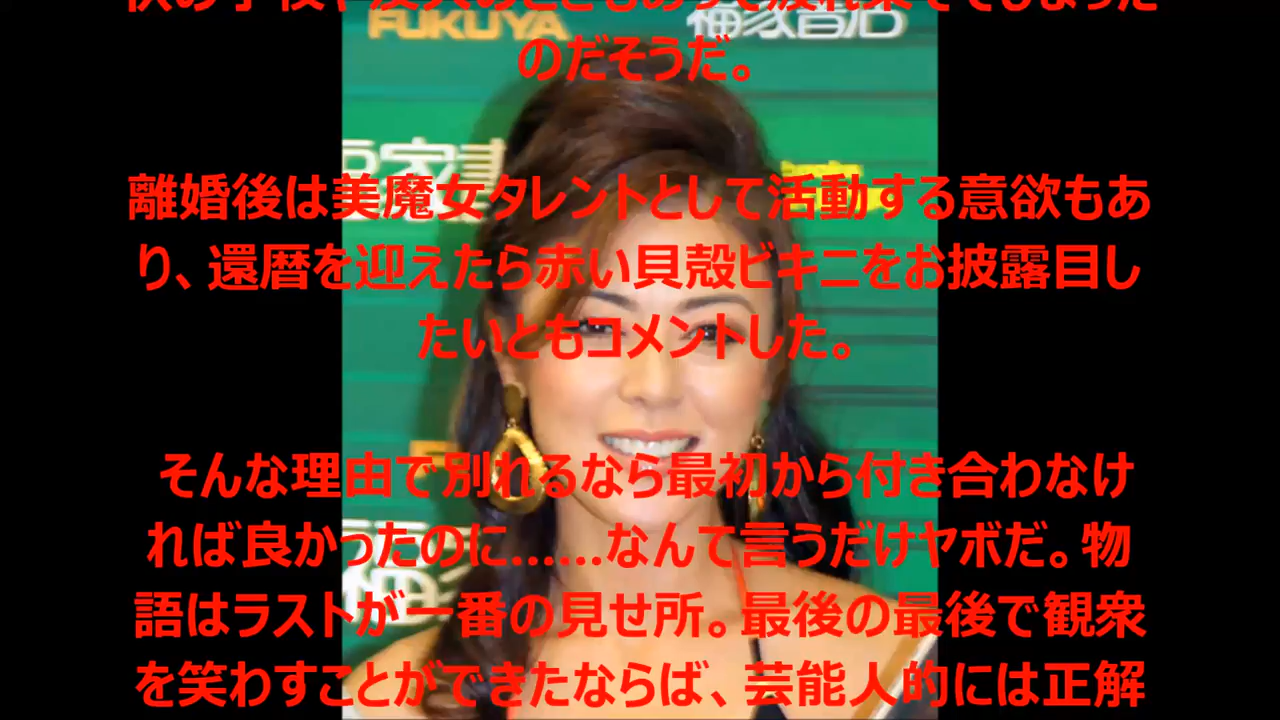 FUKUYA 福家書店
のだそうだ。
離婚後は美魔女タレントとして活動する意欲もあ
り、還暦を迎えたら赤い貝殻ビキニをお披露目し
たいともコメントした。
そんな理由で別れるなら最初から付き合わなけ
れば良かったのに……なんて言うだけヤボだ。物
語はラストが一番の見せ所。最後の最後で観衆
を笑わすことができたならば、芸能人的には正解